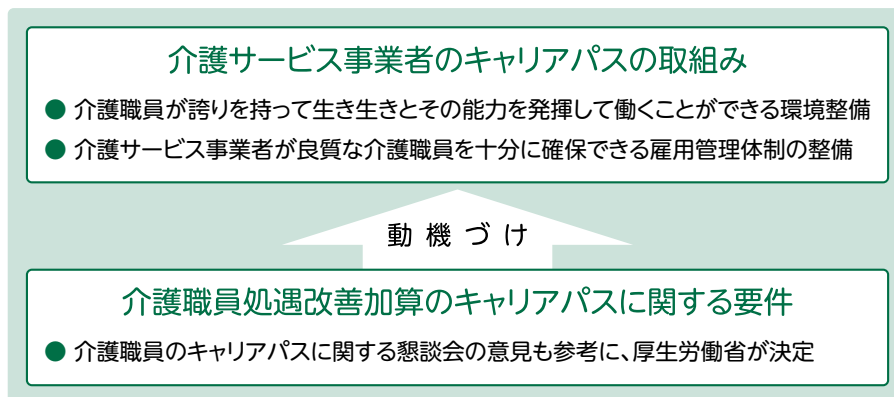 介護サービス事業者のキャリアパスの取組み
● 介護職員が誇りを持って生き生きとその能力を発揮して働くことができる環境整備
● 介護サービス事業者が良質な介護職員を十分に確保できる雇用管理体制の整備
動機づけ
介護職員処遇改善加算のキャリアパスに関する要件
● 介護職員のキャリアパスに関する懇談会の意見も参考に、厚生労働省が決定